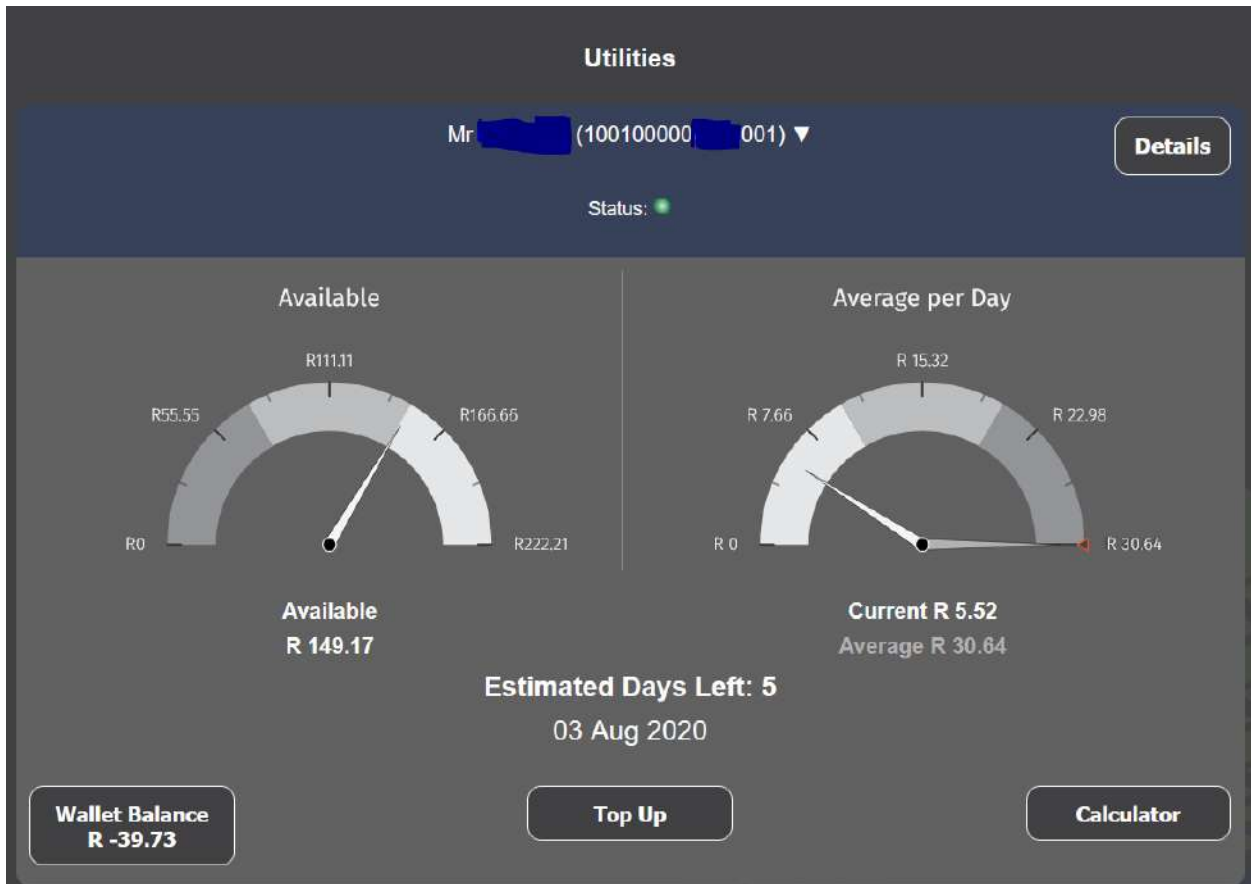 Utilities
Mr (100100000 001) ▼
Details
Status:
Available
R0
R55.55
R111.11
R166.66
R222.21
Available
R 149.17
Average per Day
R 0
R 7.66
R 15.32
R 22.98
R 30.64
Current R 5.52
Average R 30.64
Estimated Days Left: 5
03 Aug 2020
Wallet Balance
R -39.73
Top Up
Calculator